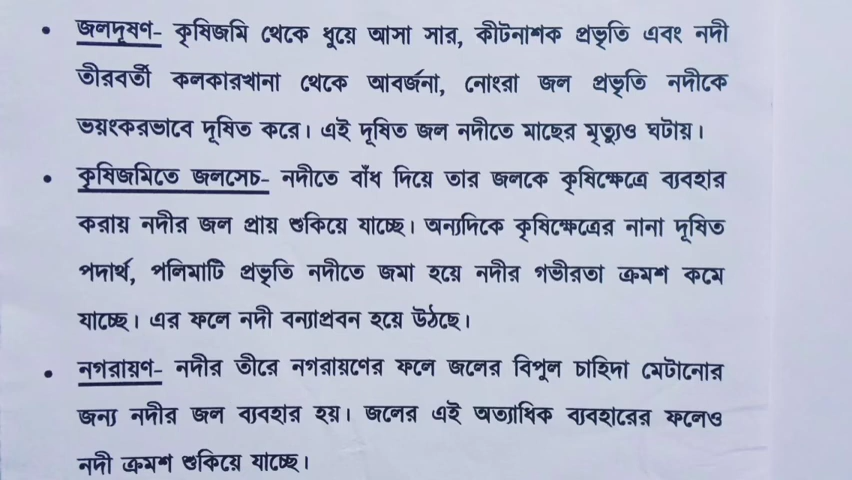 • জলদূষণ- কৃষিজমি থেকে ধুয়ে আসা সার, কীটনাশক প্রভৃতি এবং নদী
তীরবর্তী কলকারখানা থেকে আবর্জনা, নোংরা জল প্রভৃতি নদীকে
ভয়ংকরভাবে দূষিত করে। এই দূষিত জল নদীতে মাছের মৃত্যুও ঘটায়।
• কৃষিজমিতে জলসেচ- নদীতে বাঁধ দিয়ে তার জলকে কৃষিক্ষেত্রে ব্যবহার
করায় নদীর জল প্রায় শুকিয়ে যাচ্ছে। অন্যদিকে কৃষিক্ষেত্রের নানা দূষিত
পদার্থ, পলিমাটি প্রভৃতি নদীতে জমা হয়ে নদীর গভীরতা ক্রমশ কমে
যাচ্ছে। এর ফলে নদী বন্যাপ্রবন হয়ে উঠছে।
• নগরায়ণ- নদীর তীরে নগরায়ণের ফলে জলের বিপুল চাহিদা মেটানোর
জন্য নদীর জল ব্যবহার হয়। জলের এই অত্যাধিক ব্যবহারের ফলেও
নদী ক্রমশ শুকিয়ে যাচ্ছে।